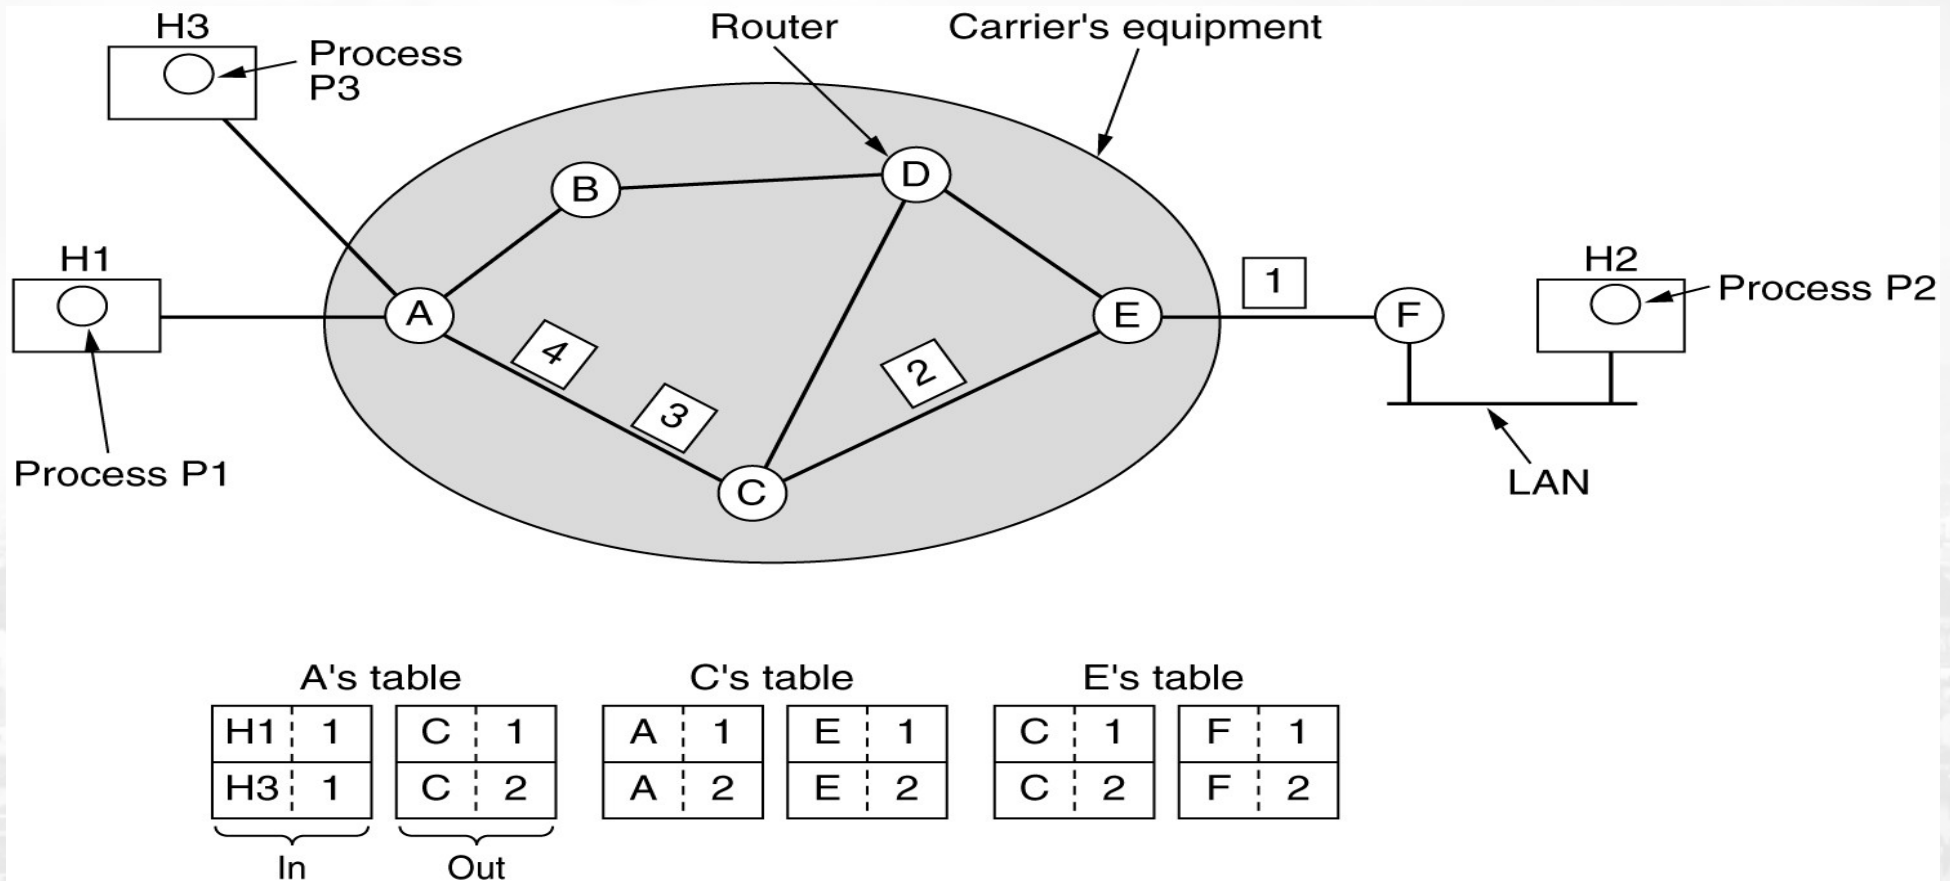 H3
Process
P3
Router
Carrier's equipment
B
D
H1
A
4
3
2
C
E
1
F
H2
Process P2
Process P1
LAN
A's table
H1 1 C 1
H3 1 C 2
In Out
C's table
A 1 E 1
A 2 E 2
E's table
C 1 F 1
C 2 F 2